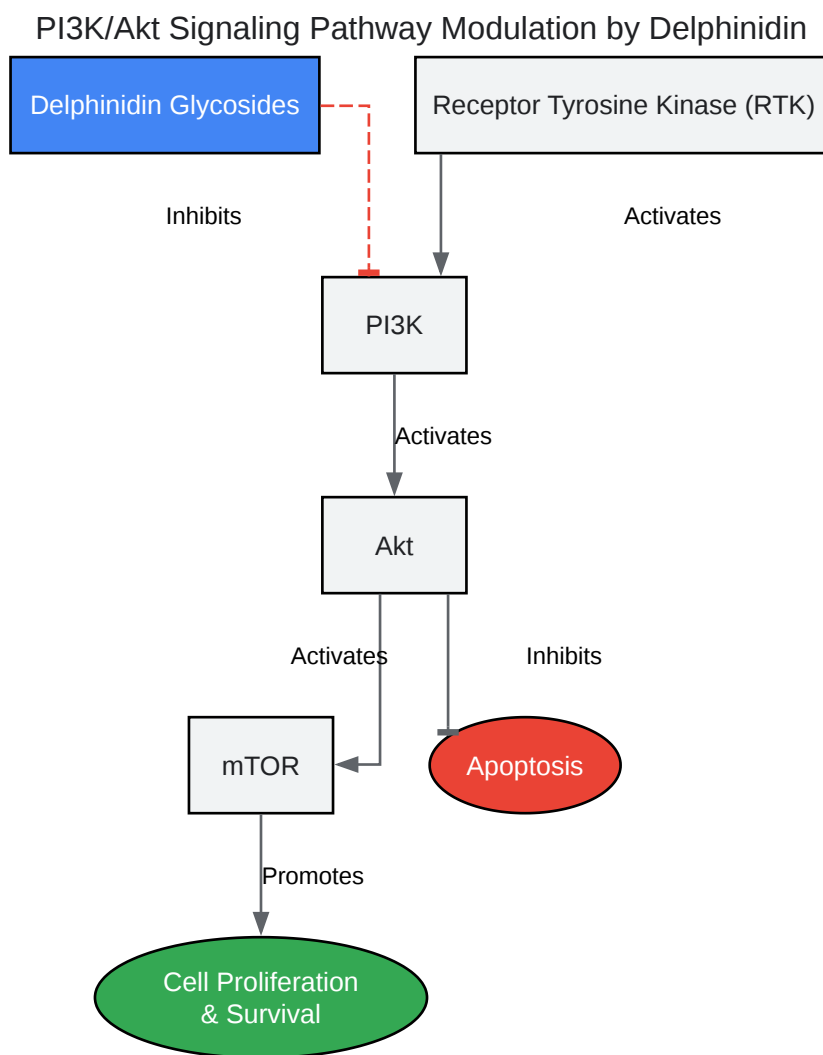 PI3K/Akt Signaling Pathway Modulation by Delphinidin
Delphinidin Glycosides
Receptor Tyrosine Kinase (RTK)
Inhibits
Activates
PI3K
Activates
Akt
Activates
Inhibits
mTOR
Apoptosis
Promotes
Cell Proliferation
& Survival